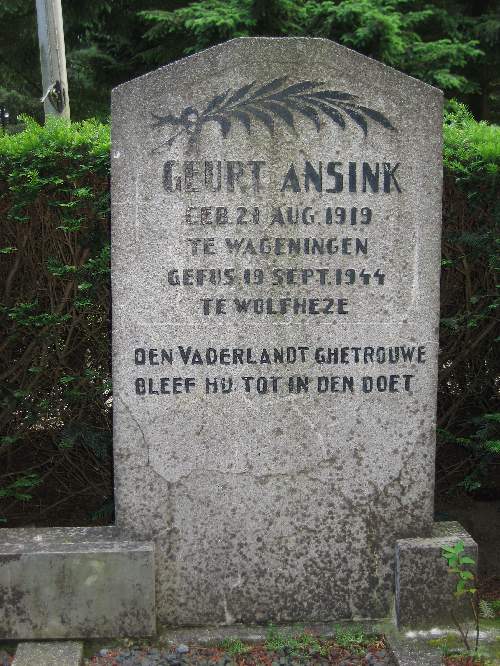 GEURT ANSINK
GEB. 21 AUG. 1919
TE WAGENINGEN
GEFUS. 19 SEPT. 1944
TE WOLFHEZE
DEN VADERLANDT GHETROUWE
BLEEF HIJ TOT IN DEN DOET